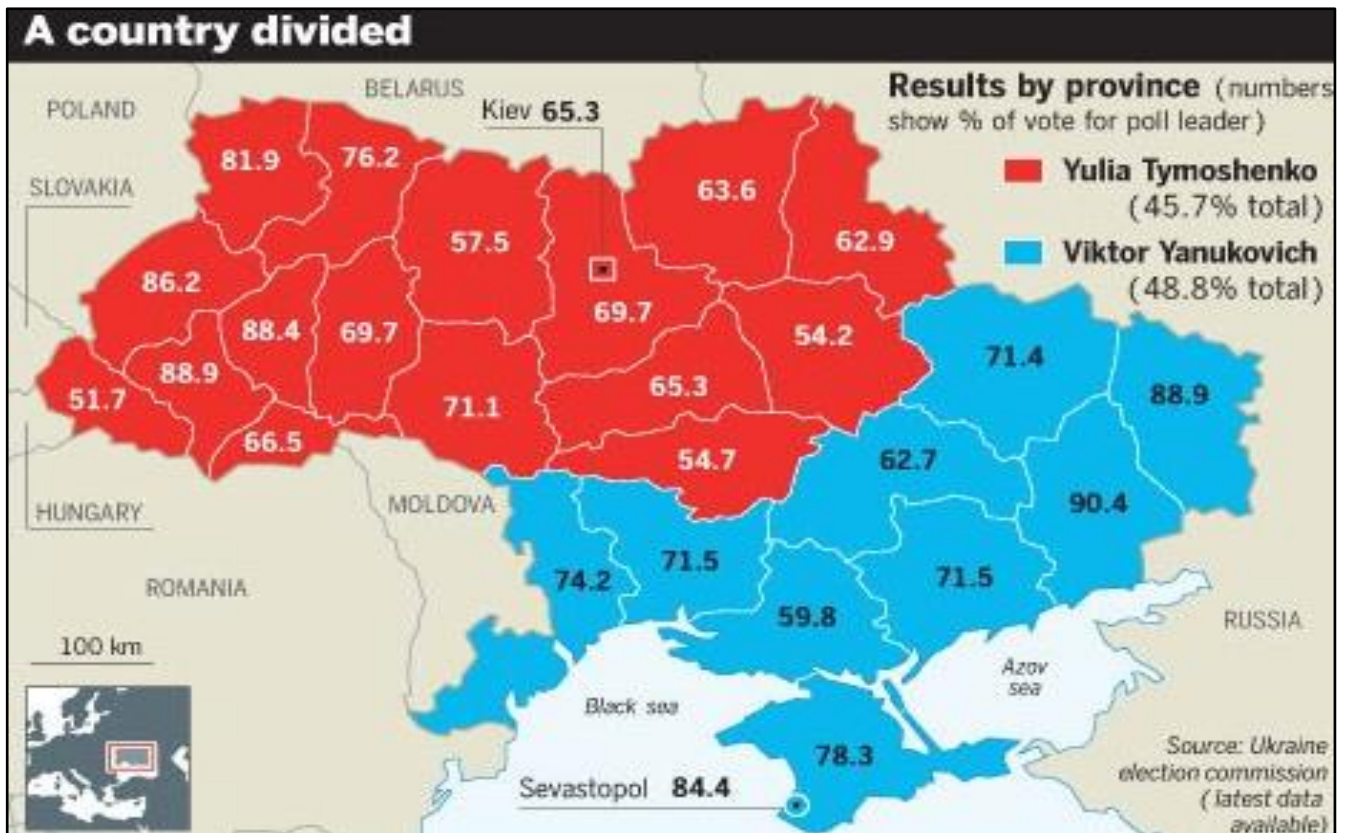 A country divided
Results by province (numbers
show % of vote for poll leader)
Yulia Tymoshenko
(45.7% total)
Viktor Yanukovich
(48.8% total)
POLAND
BELARUS
Kiev 65.3
SLOVAKIA
81.9
76.2
57.5
63.6
62.9
86.2
88.4
69.7
69.7
54.2
88.9
51.7
66.5
71.1
65.3
54.7
71.4
88.9
62.7
90.4
HUNGARY
MOLDOVA
ROMANIA
74.2
71.5
59.8
71.5
RUSSIA
100 km
Azov
sea
Black sea
78.3
Sevastopol 84.4
Source: Ukraine
election commission
(latest data
available)